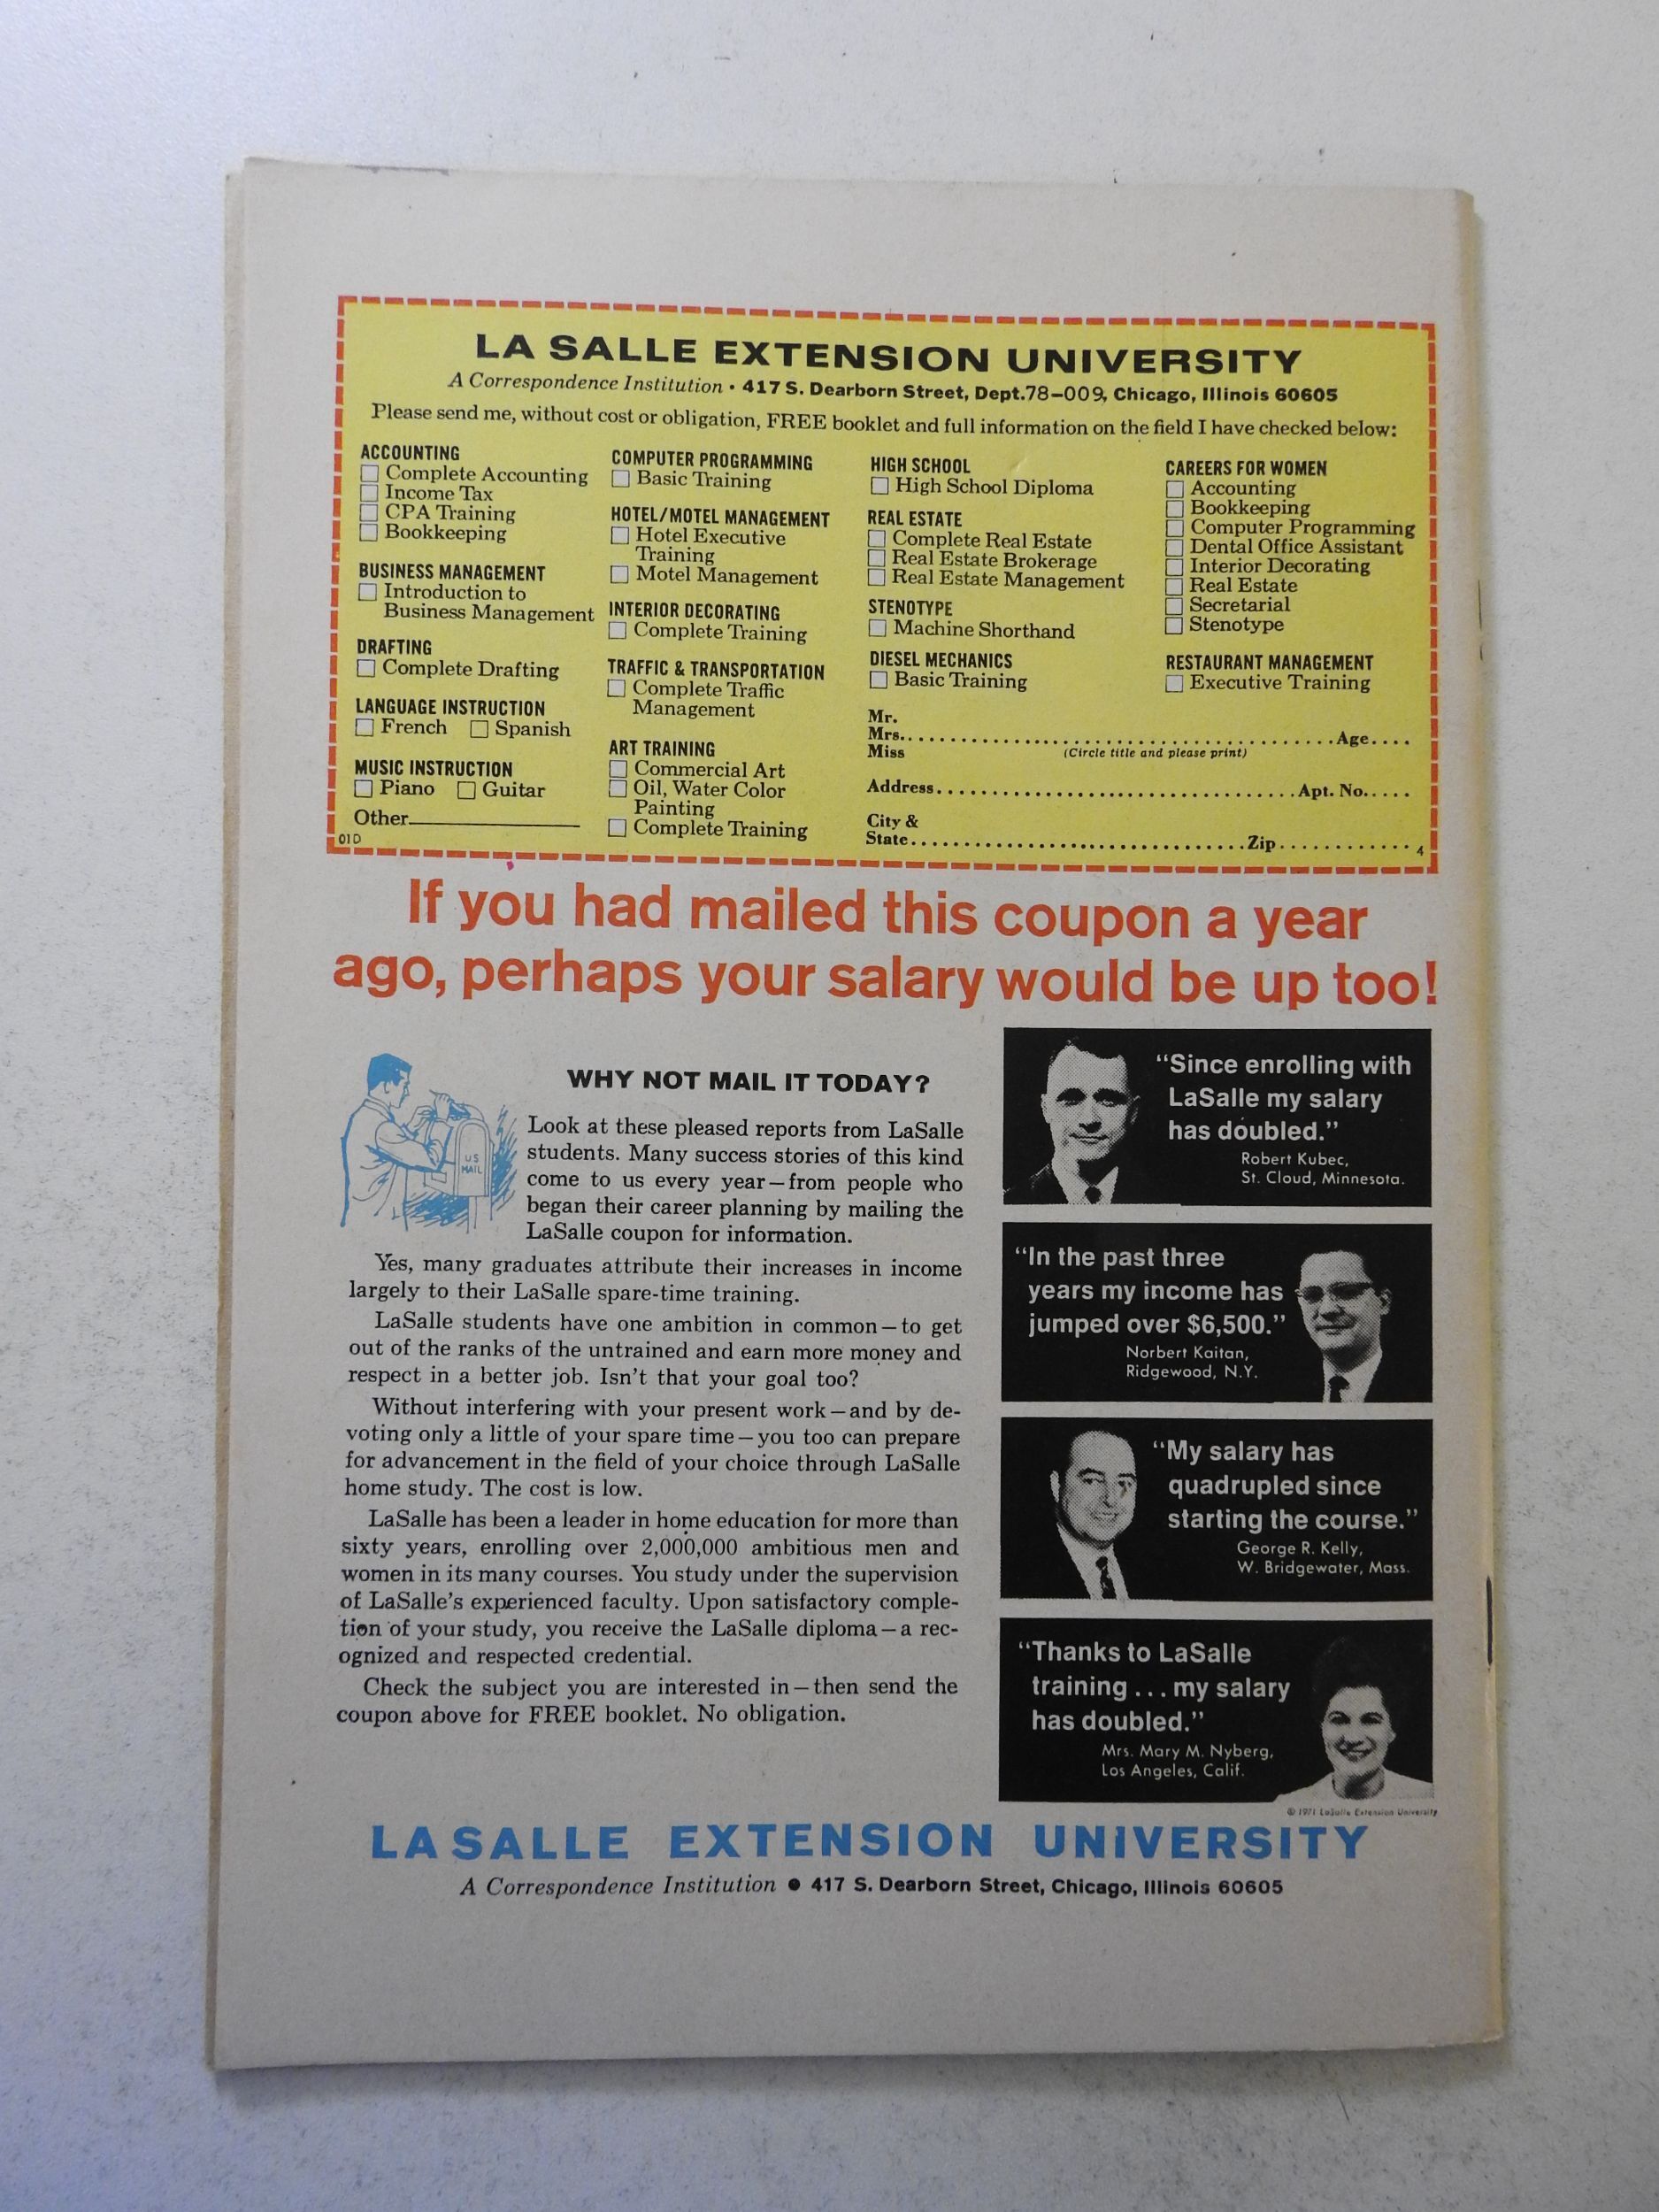 LA SALLE EXTENSION UNIVERSITY
A Correspondence Institution • 417 S. Dearborn Street, Dept.78-009, Chicago, Illinois 60605
Please send me, without cost or obligation, FREE booklet and full information on the field I have checked below:
ACCOUNTING
Complete Accounting
Income Tax
CPA Training
Bookkeeping
BUSINESS MANAGEMENT
Introduction to
Business Management
DRAFTING
Complete Drafting
LANGUAGE INSTRUCTION
French Spanish
MUSIC INSTRUCTION
Piano Guitar
Other
01D
COMPUTER PROGRAMMING
Basic Training
HOTEL/MOTEL MANAGEMENT
Hotel Executive
Training
Motel Management
INTERIOR DECORATING
Complete Training
TRAFFIC & TRANSPORTATION
Complete Traffic
Management
ART TRAINING
Commercial Art
Oil, Water Color
Painting
Complete Training
HIGH SCHOOL
High School Diploma
REAL ESTATE
Complete Real Estate
Real Estate Brokerage
Real Estate Management
STENOTYPE
Machine Shorthand
DIESEL MECHANICS
Basic Training
CAREERS FOR WOMEN
Accounting
Bookkeeping
Computer Programming
Dental Office Assistant
Interior Decorating
Real Estate
Secretarial
Stenotype
RESTAURANT MANAGEMENT
Executive Training
Mr.
Mrs. Age
Miss (Circle title and please print)
Address Apt. No.
City &
State Zip 4
If you had mailed this coupon a year
ago, perhaps your salary would be up too!
US
MAIL
WHY NOT MAIL IT TODAY?
Look at these pleased reports from LaSalle
students. Many success stories of this kind
come to us every year—from people who
began their career planning by mailing the
LaSalle coupon for information.
Yes, many graduates attribute their increases in income
largely to their LaSalle spare-time training.
LaSalle students have one ambition in common—to get
out of the ranks of the untrained and earn more money and
respect in a better job. Isn't that your goal too?
Without interfering with your present work—and by de-
voting only a little of your spare time—you too can prepare
for advancement in the field of your choice through LaSalle
home study. The cost is low.
LaSalle has been a leader in home education for more than
sixty years, enrolling over 2,000,000 ambitious men and
women in its many courses. You study under the supervision
of LaSalle's experienced faculty. Upon satisfactory comple-
tion of your study, you receive the LaSalle diploma—a rec-
ognized and respected credential.
Check the subject you are interested in—then send the
coupon above for FREE booklet. No obligation.
"Since enrolling with
LaSalle my salary
has doubled."
Robert Kubec,
St. Cloud, Minnesota.
"In the past three
years my income has
jumped over $6,500."
Norbert Kaitan,
Ridgewood, N.Y.
"My salary has
quadrupled since
starting the course."
George R. Kelly,
W. Bridgewater, Mass.
"Thanks to LaSalle
training . . . my salary
has doubled."
Mrs. Mary M. Nyberg,
Los Angeles, Calif.
© 1971 LaSalle Extension University
LA SALLE EXTENSION UNIVERSITY
A Correspondence Institution • 417 S. Dearborn Street, Chicago, Illinois 60605